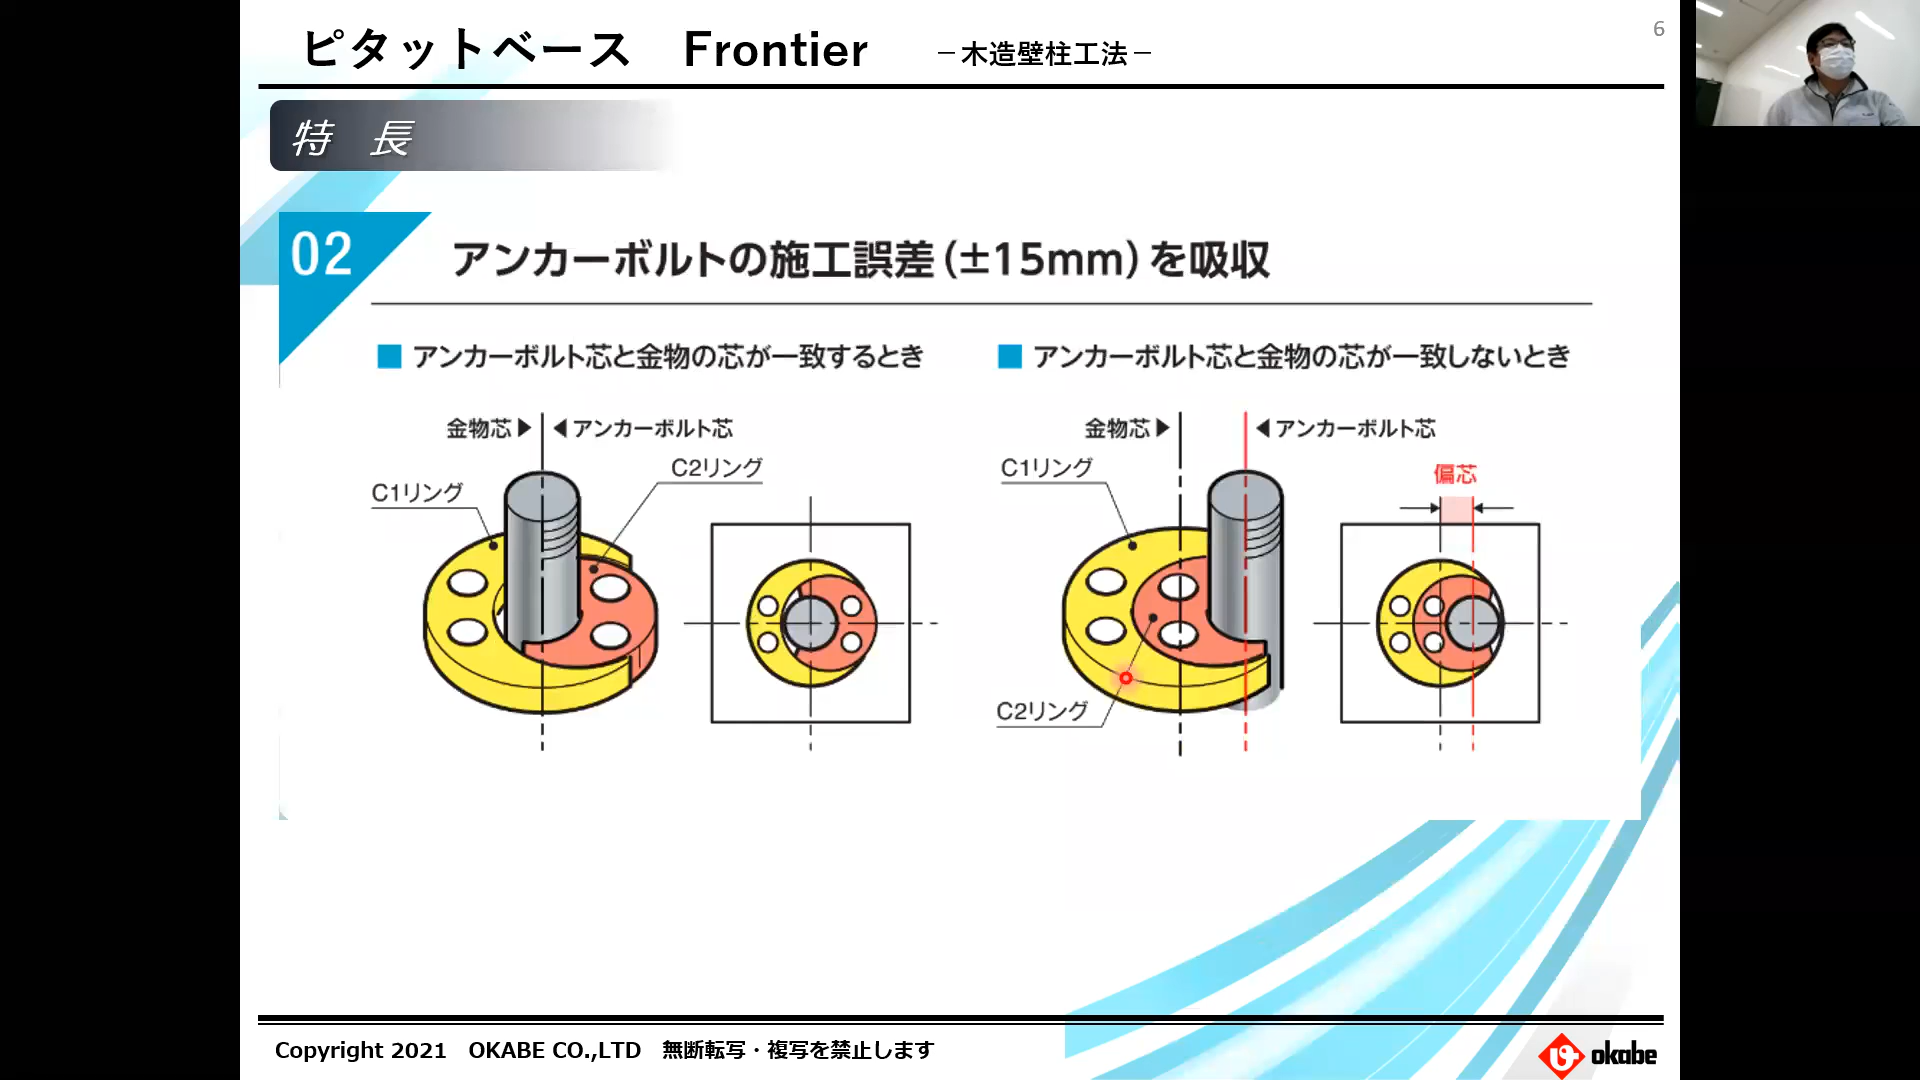 ピタットベース Frontier －木造壁柱工法－
6
特 長
02
アンカーボルトの施工誤差(±15mm)を吸収
アンカーボルト芯と金物の芯が一致するとき
金物芯
アンカーボルト芯
C1リング
C2リング
アンカーボルト芯と金物の芯が一致しないとき
金物芯
アンカーボルト芯
C1リング
C2リング
偏芯
Copyright 2021 OKABE CO.,LTD 無断転写・複写を禁止します
okabe